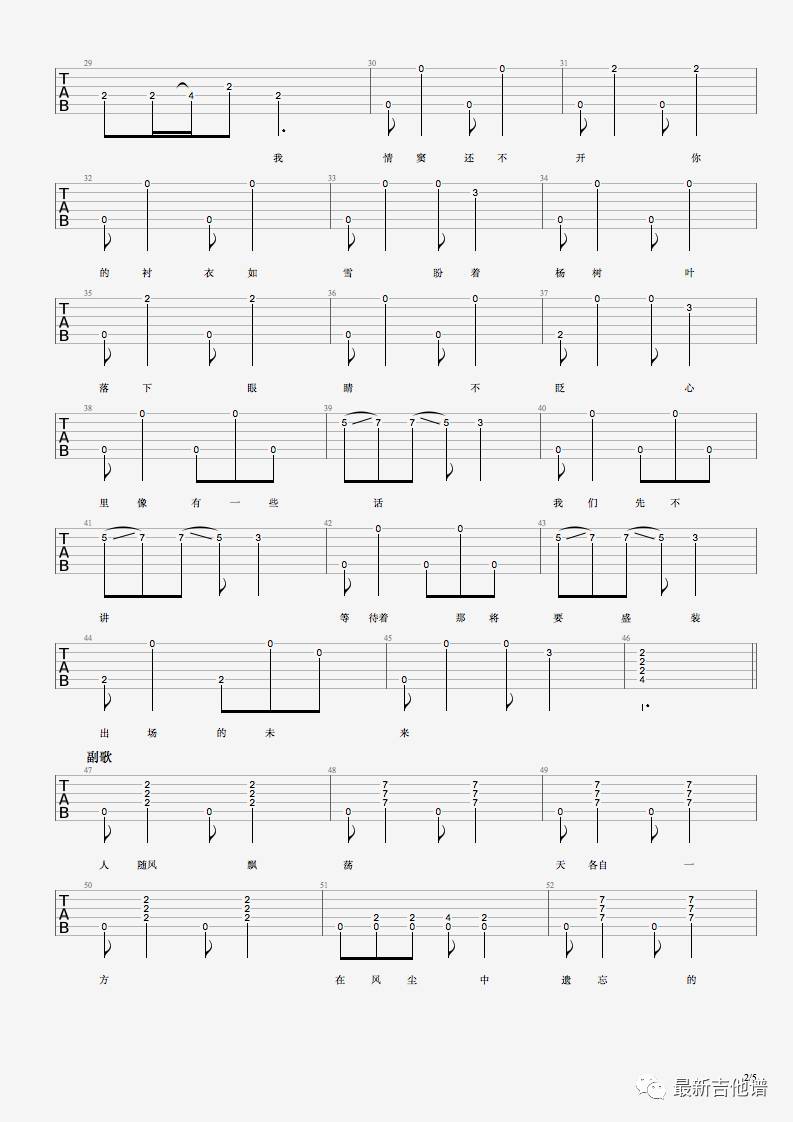 29 30 31
TAB 2 2 4 2 2 0 0 0 0 0 2 0 2
我 情 窦 还 不 开 你
32 33 34
TAB 0 0 0 0 0 0 0 3 0 0 0 0
的 衬 衣 如 雪 盼 着 杨 树 叶
35 36 37
TAB 0 2 0 2 0 0 0 0 2 0 0 3
落 下 眼 睛 不 眨 心
38 39 40
TAB 0 0 0 0 0 5 7 7 5 3 0 0 0 0 0
里 像 有 一 些 话 我 们 先 不
41 42 43
TAB 5 7 7 5 3 0 0 0 0 0 5 7 7 5 3
讲 等 待着 那 将 要 盛 装
44 45 46
TAB 2 0 2 0 0 0 0 0 3 2 2 2 4
出 场 的 未 来
副歌
47 48 49
TAB 0 2 2 2 0 2 2 2 0 7 7 7 0 7 7 7 0 7 7 7 0 7 7 7
人 随风 飘 荡 天 各自 一
50 51 52
TAB 0 2 2 2 0 2 2 2 0 2 0 2 0 4 0 2 0 0 7 7 7 0 7 7 7
方 在 风 尘 中 遗 忘 的
2/5
最新吉他谱